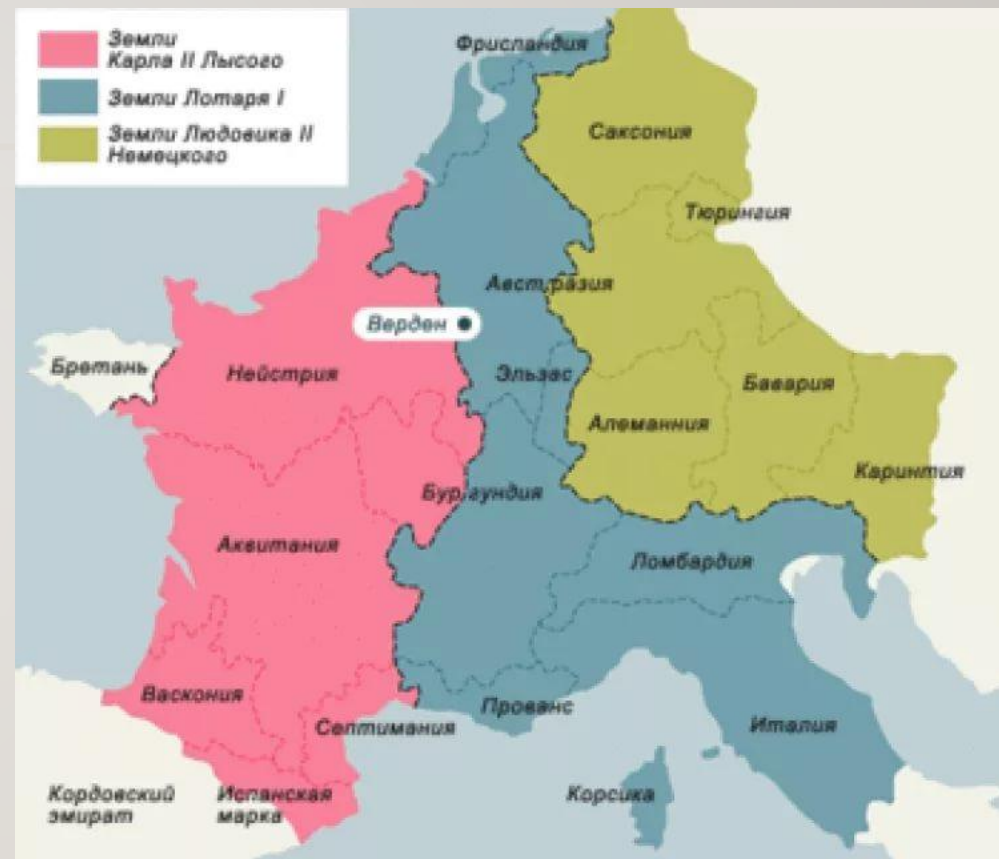 Земли
Карла II Лысого
Земли Лотаря I
Земли Людовика II
Немецкого
Фрисландия
Саксония
Тюрингия
Австразия
Верден
Бретань
Нейстрия
Эльзас
Бавария
Алеманния
Каринтия
Бургундия
Аквитания
Ломбардия
Васкония
Прованс
Септимания
Италия
Кордовский
эмират
Испанская
марка
Корсика